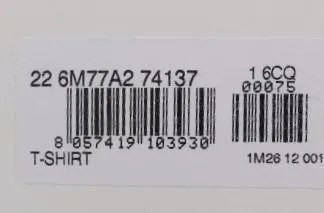 22 6M77A2 74137
1 6CQ
00075
8 057419 103930
T-SHIRT
1M26 12 001